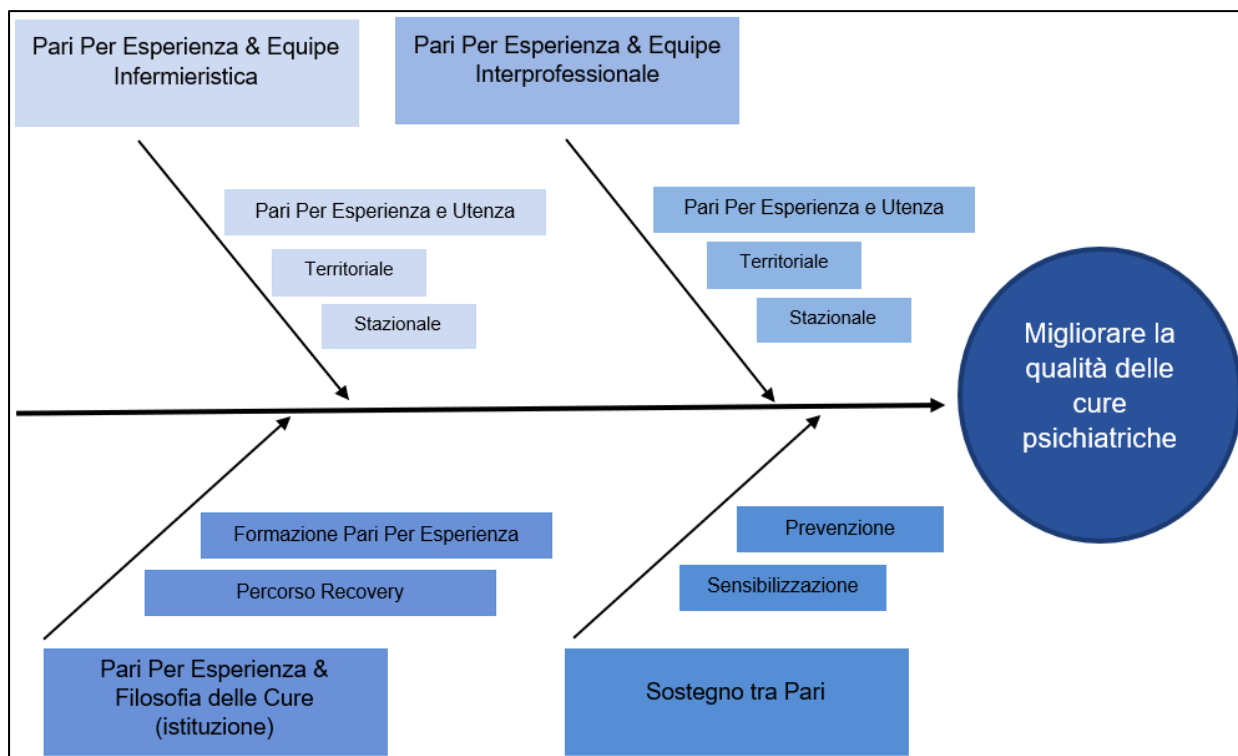 Pari Per Esperienza & Equipe
Infermieristica
Pari Per Esperienza & Equipe
Interprofessionale
Pari Per Esperienza e Utenza
Territoriale
Stazionale
Pari Per Esperienza e Utenza
Territoriale
Stazionale
Migliorare la
qualità delle
cure
psichiatriche
Formazione Pari Per Esperienza
Percorso Recovery
Prevenzione
Sensibilizzazione
Pari Per Esperienza &
Filosofia delle Cure
(istituzione)
Sostegno tra Pari